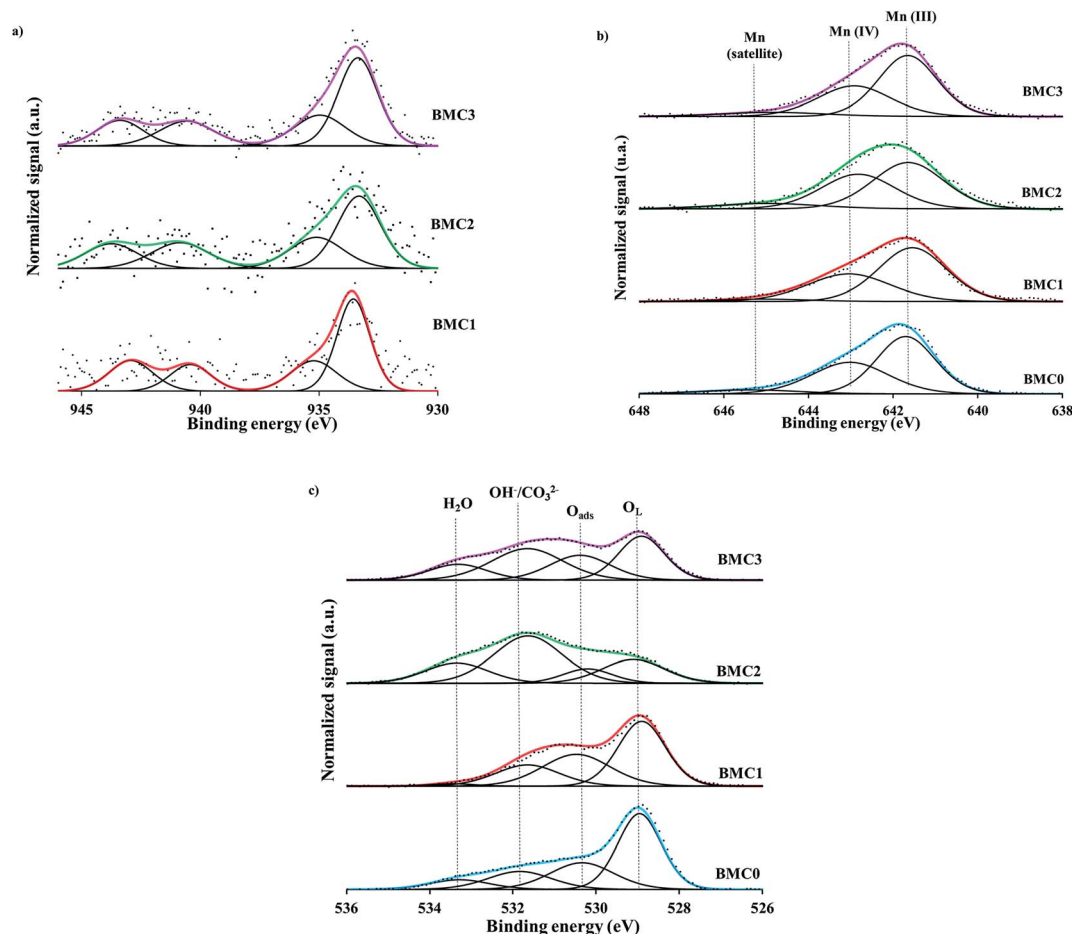 a)
Normalized signal (a.u.)
BMC3
BMC2
BMC1
945 940 935 930
Binding energy (eV)
b)
Normalized signal (u.a.)
Mn (III)
Mn (IV)
Mn
(satellite)
BMC3
BMC2
BMC1
BMC0
648 646 644 642 640 638
Binding energy (eV)
c)
Normalized signal (a.u.)
OH⁻/CO₃²⁻
H₂O
O_ads
O_L
BMC3
BMC2
BMC1
BMC0
536 534 532 530 528 526
Binding energy (eV)